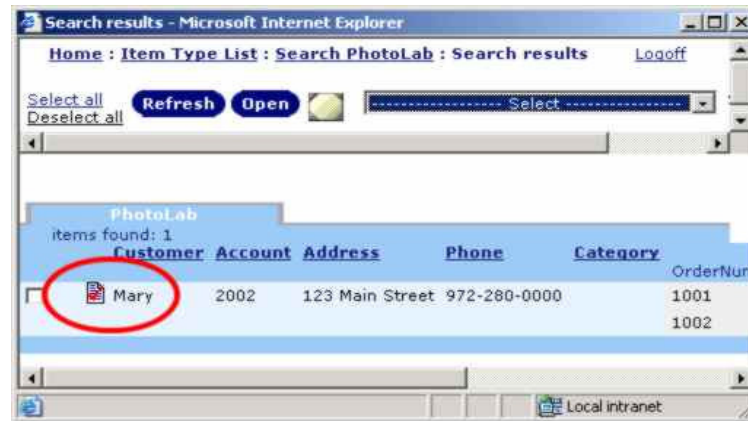 Search results - Microsoft Internet Explorer
Home : Item Type List : Search PhotoLab : Search results Logoff
Select all Refresh Open ----------------- Select -----------------
Deselect all
PhotoLab
items found: 1
Customer Account Address Phone Category
OrderNum
Mary 2002 123 Main Street 972-280-0000 1001
1002
Local intranet